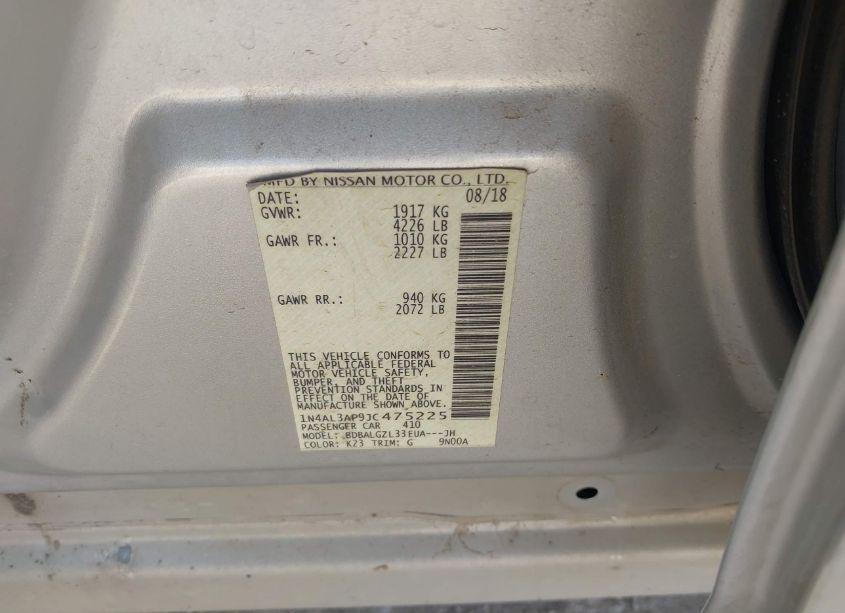 MFD BY NISSAN MOTOR CO., LTD.
DATE: 08/18
GVWR: 1917 KG
4226 LB
GAWR FR.: 1010 KG
2227 LB
GAWR RR.: 940 KG
2072 LB
THIS VEHICLE CONFORMS TO
ALL APPLICABLE FEDERAL
MOTOR VEHICLE SAFETY,
BUMPER, AND THEFT
PREVENTION STANDARDS IN
EFFECT ON THE DATE OF
MANUFACTURE SHOWN ABOVE.
1N4AL3AP9JC475225
PASSENGER CAR 410
MODEL: BDBALGZL33EUA---JH
COLOR: K23 TRIM: G 9N00A